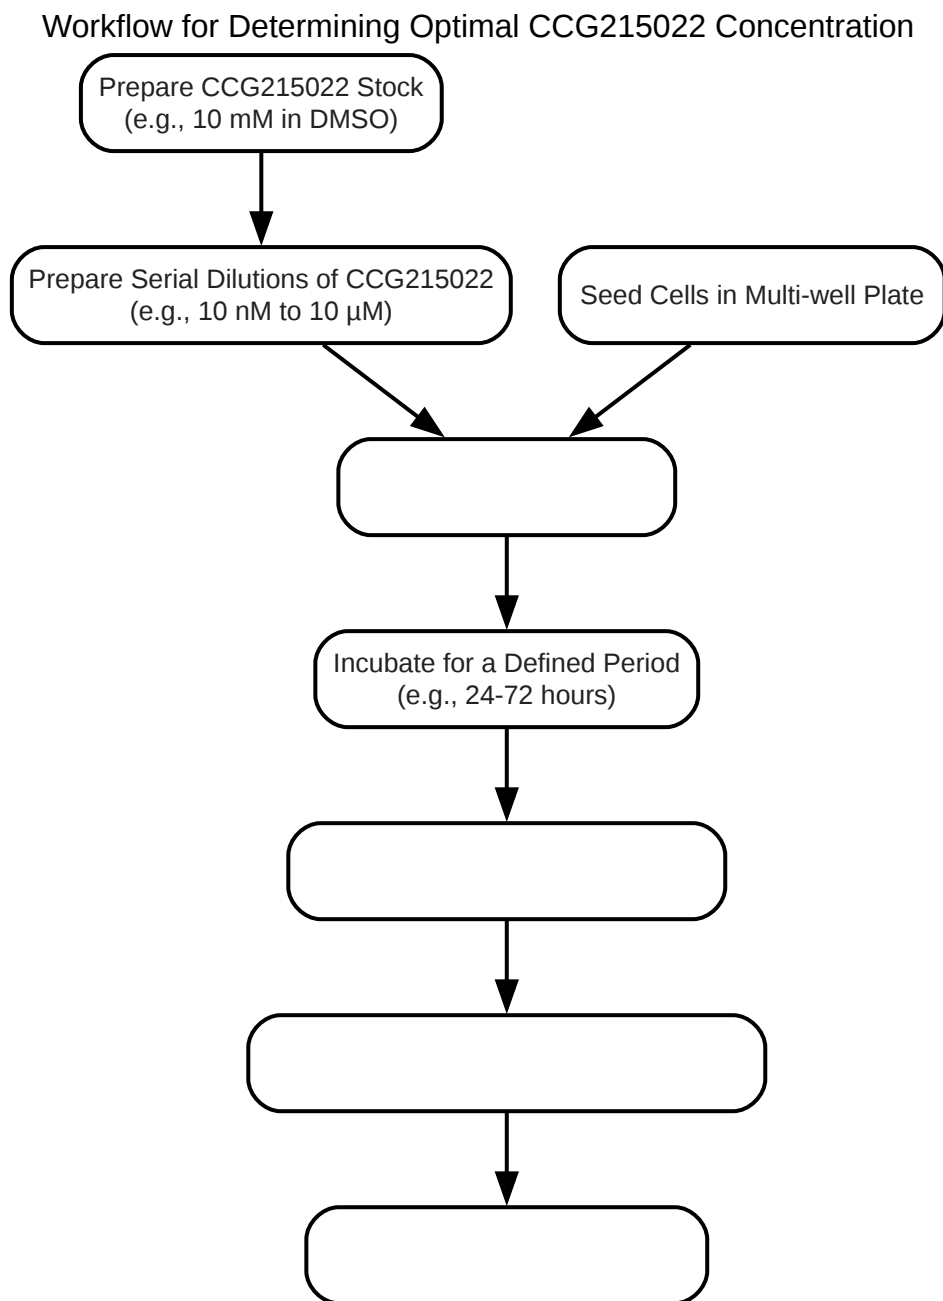 Workflow for Determining Optimal CCG215022 Concentration
Prepare CCG215022 Stock
(e.g., 10 mM in DMSO)
Prepare Serial Dilutions of CCG215022
(e.g., 10 nM to 10 µM)
Seed Cells in Multi-well Plate
Incubate for a Defined Period
(e.g., 24-72 hours)